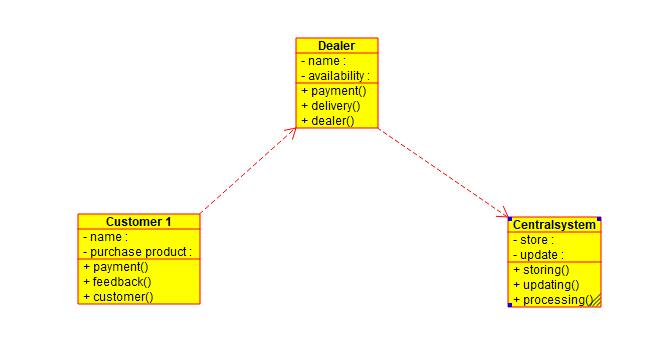 Dealer
- name :
- availability :
+ payment()
+ delivery()
+ dealer()
Customer 1
- name :
- purchase product :
+ payment()
+ feedback()
+ customer()
Centralsystem
- store :
- update :
+ storing()
+ updating()
+ processing()